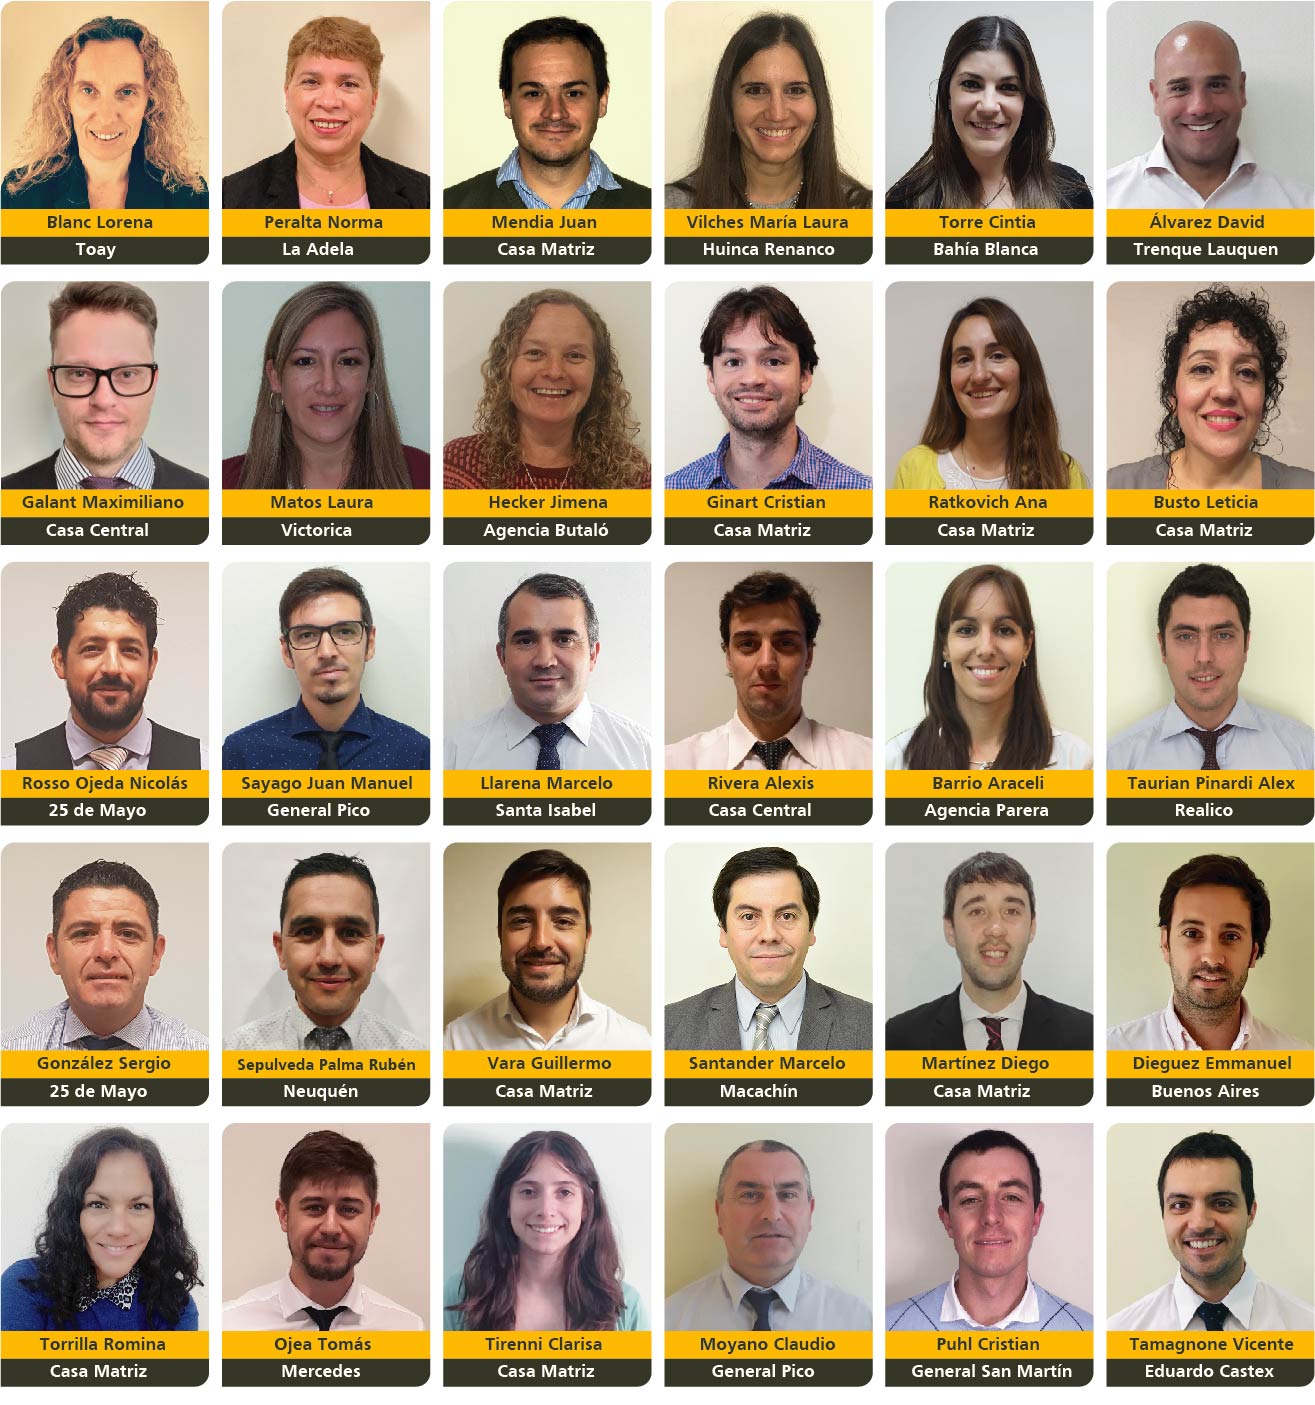 Blanc Lorena
Toay
Peralta Norma
La Adela
Mendia Juan
Casa Matriz
Vilches María Laura
Huinca Renanco
Torre Cintia
Bahía Blanca
Álvarez David
Trenque Lauquen
Galant Maximiliano
Casa Central
Matos Laura
Victorica
Hecker Jimena
Agencia Butaló
Ginart Cristian
Casa Matriz
Ratkovich Ana
Casa Matriz
Busto Leticia
Casa Matriz
Rosso Ojeda Nicolás
25 de Mayo
Sayago Juan Manuel
General Pico
Llarena Marcelo
Santa Isabel
Rivera Alexis
Casa Central
Barrio Araceli
Agencia Parera
Taurian Pinardi Alex
Realico
González Sergio
25 de Mayo
Sepulveda Palma Rubén
Neuquén
Vara Guillermo
Casa Matriz
Santander Marcelo
Macachín
Martínez Diego
Casa Matriz
Dieguez Emmanuel
Buenos Aires
Torrilla Romina
Casa Matriz
Ojea Tomás
Mercedes
Tirenni Clarisa
Casa Matriz
Moyano Claudio
General Pico
Puhl Cristian
General San Martín
Tamagnone Vicente
Eduardo Castex